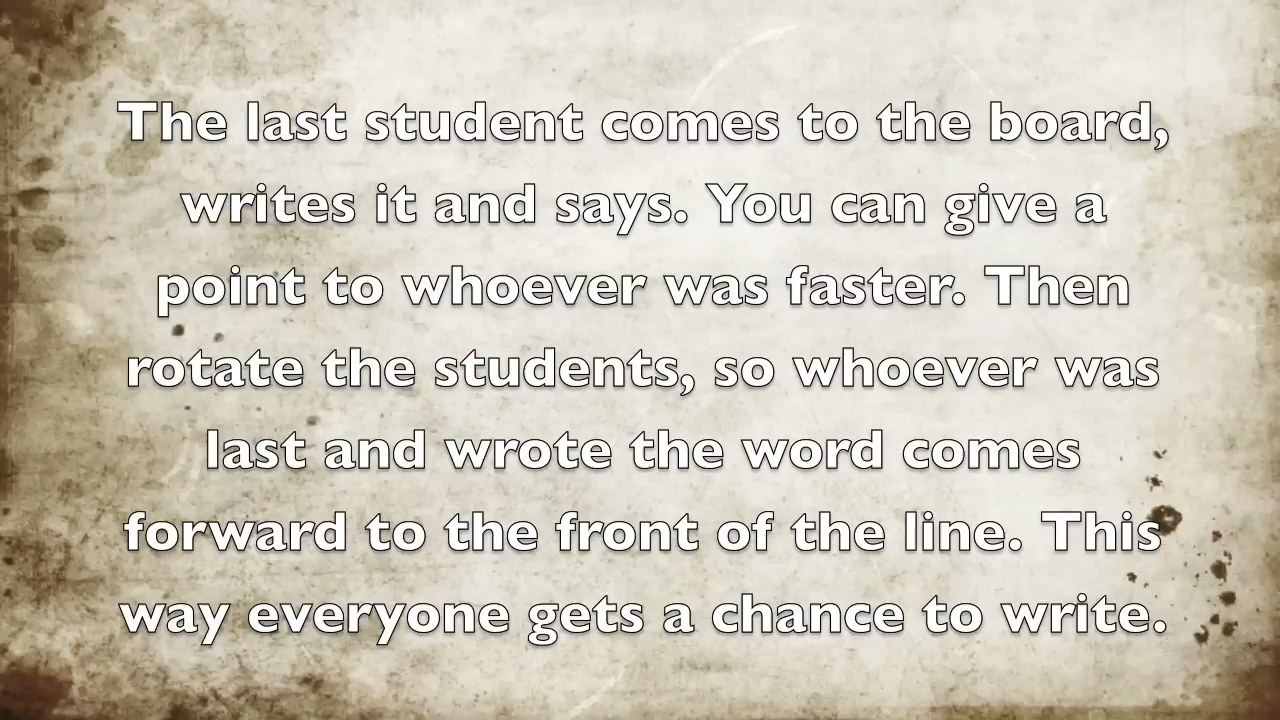 The last student comes to the board,
writes it and says. You can give a
point to whoever was faster. Then
rotate the students, so whoever was
last and wrote the word comes
forward to the front of the line. This
way everyone gets a chance to write.